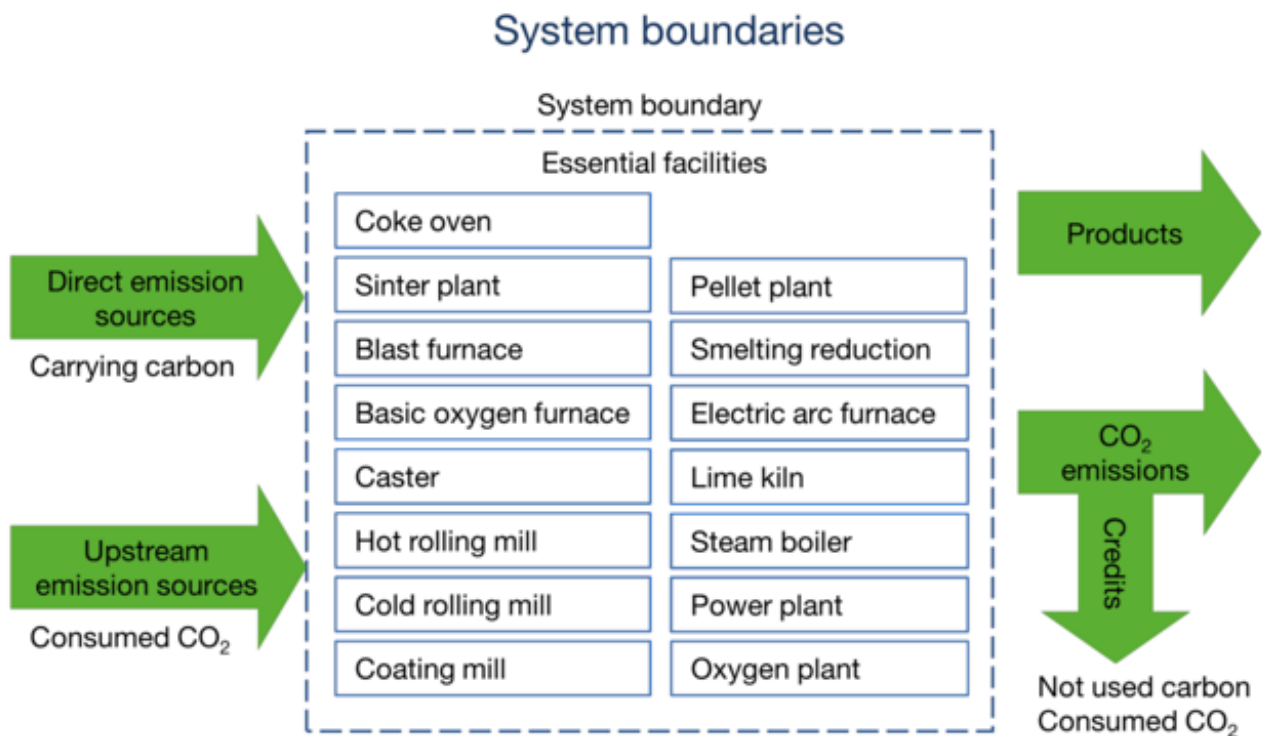 System boundaries
System boundary
Essential facilities
Direct emission
sources
Carrying carbon
Upstream
emission sources
Consumed CO₂
Coke oven
Sinter plant
Blast furnace
Basic oxygen furnace
Caster
Hot rolling mill
Cold rolling mill
Coating mill
Pellet plant
Smelting reduction
Electric arc furnace
Lime kiln
Steam boiler
Power plant
Oxygen plant
Products
CO₂
emissions
Credits
Not used carbon
Consumed CO₂